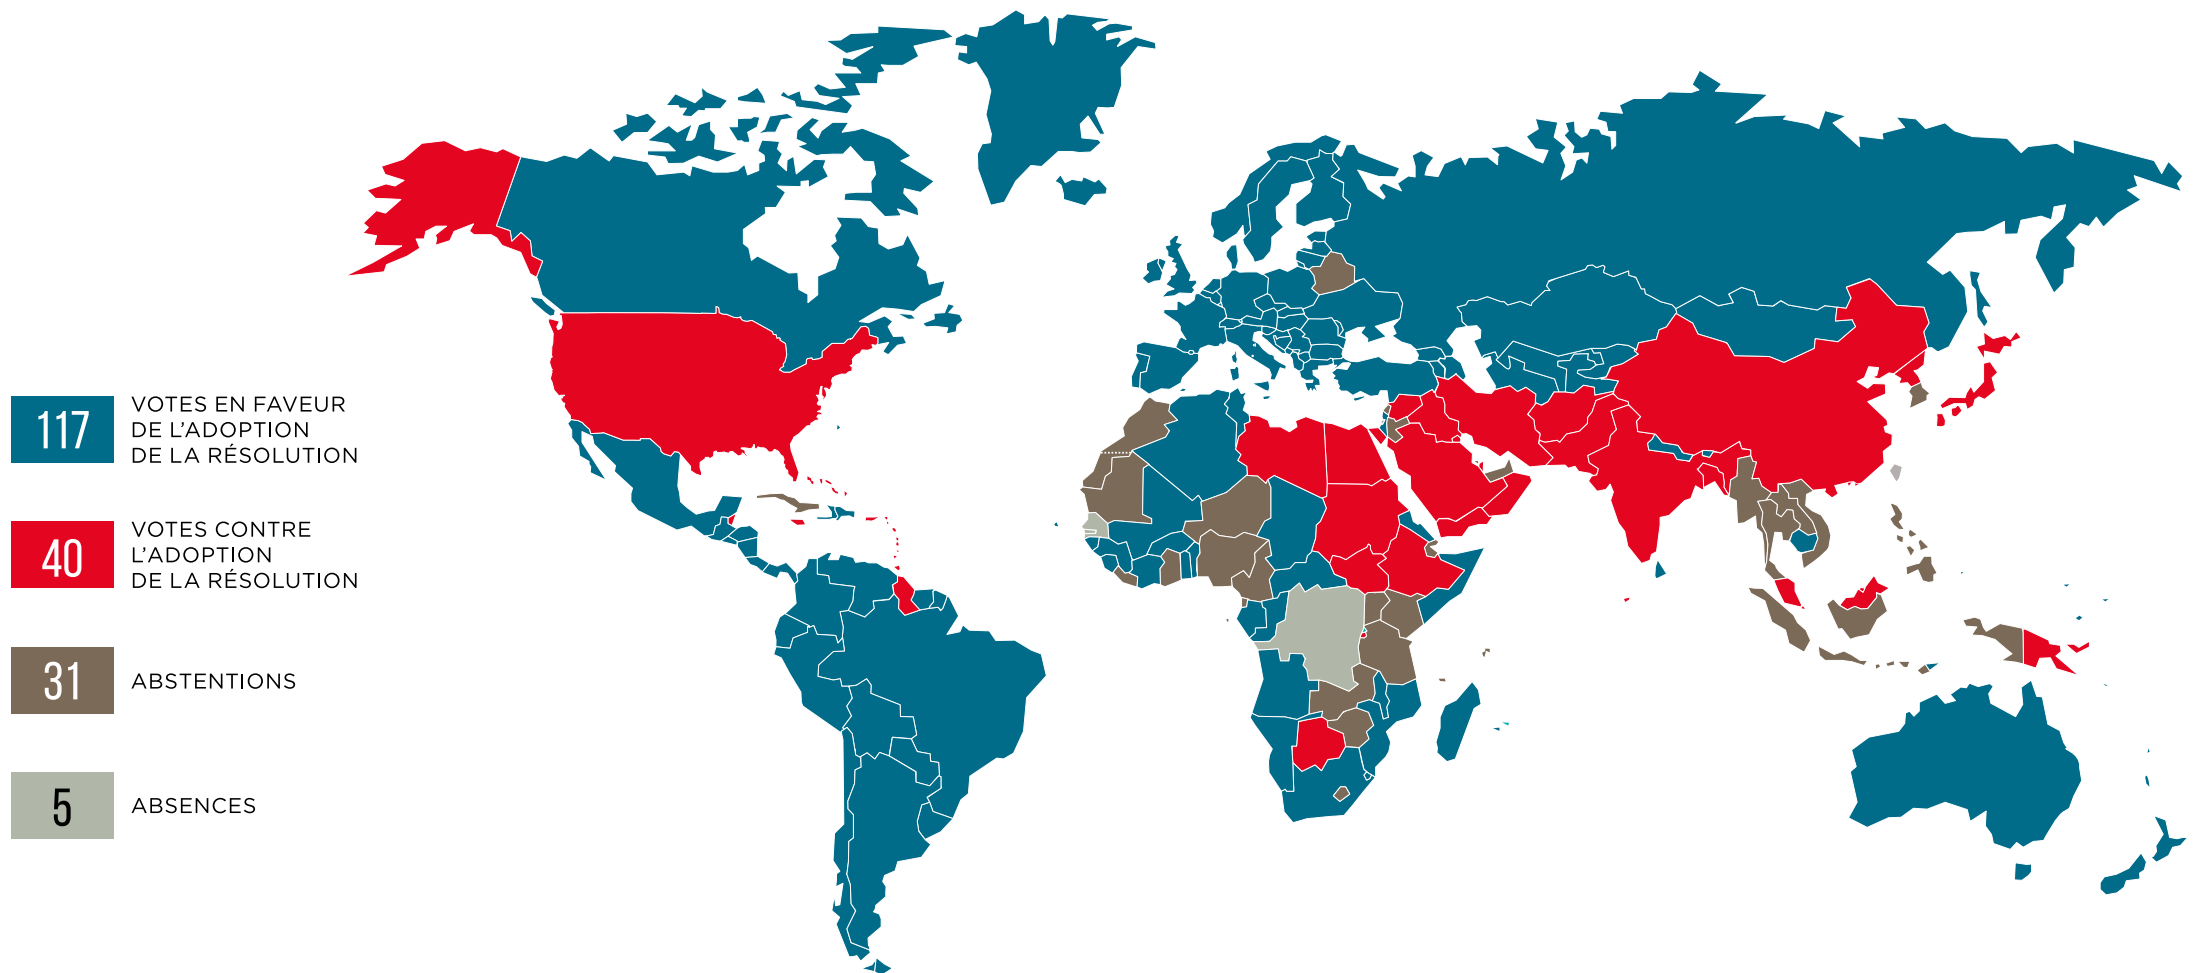 117
VOTES EN FAVEUR
DE L’ADOPTION
DE LA RÉSOLUTION
40
VOTES CONTRE
L’ADOPTION
DE LA RÉSOLUTION
31
ABSTENTIONS
5
ABSENCES